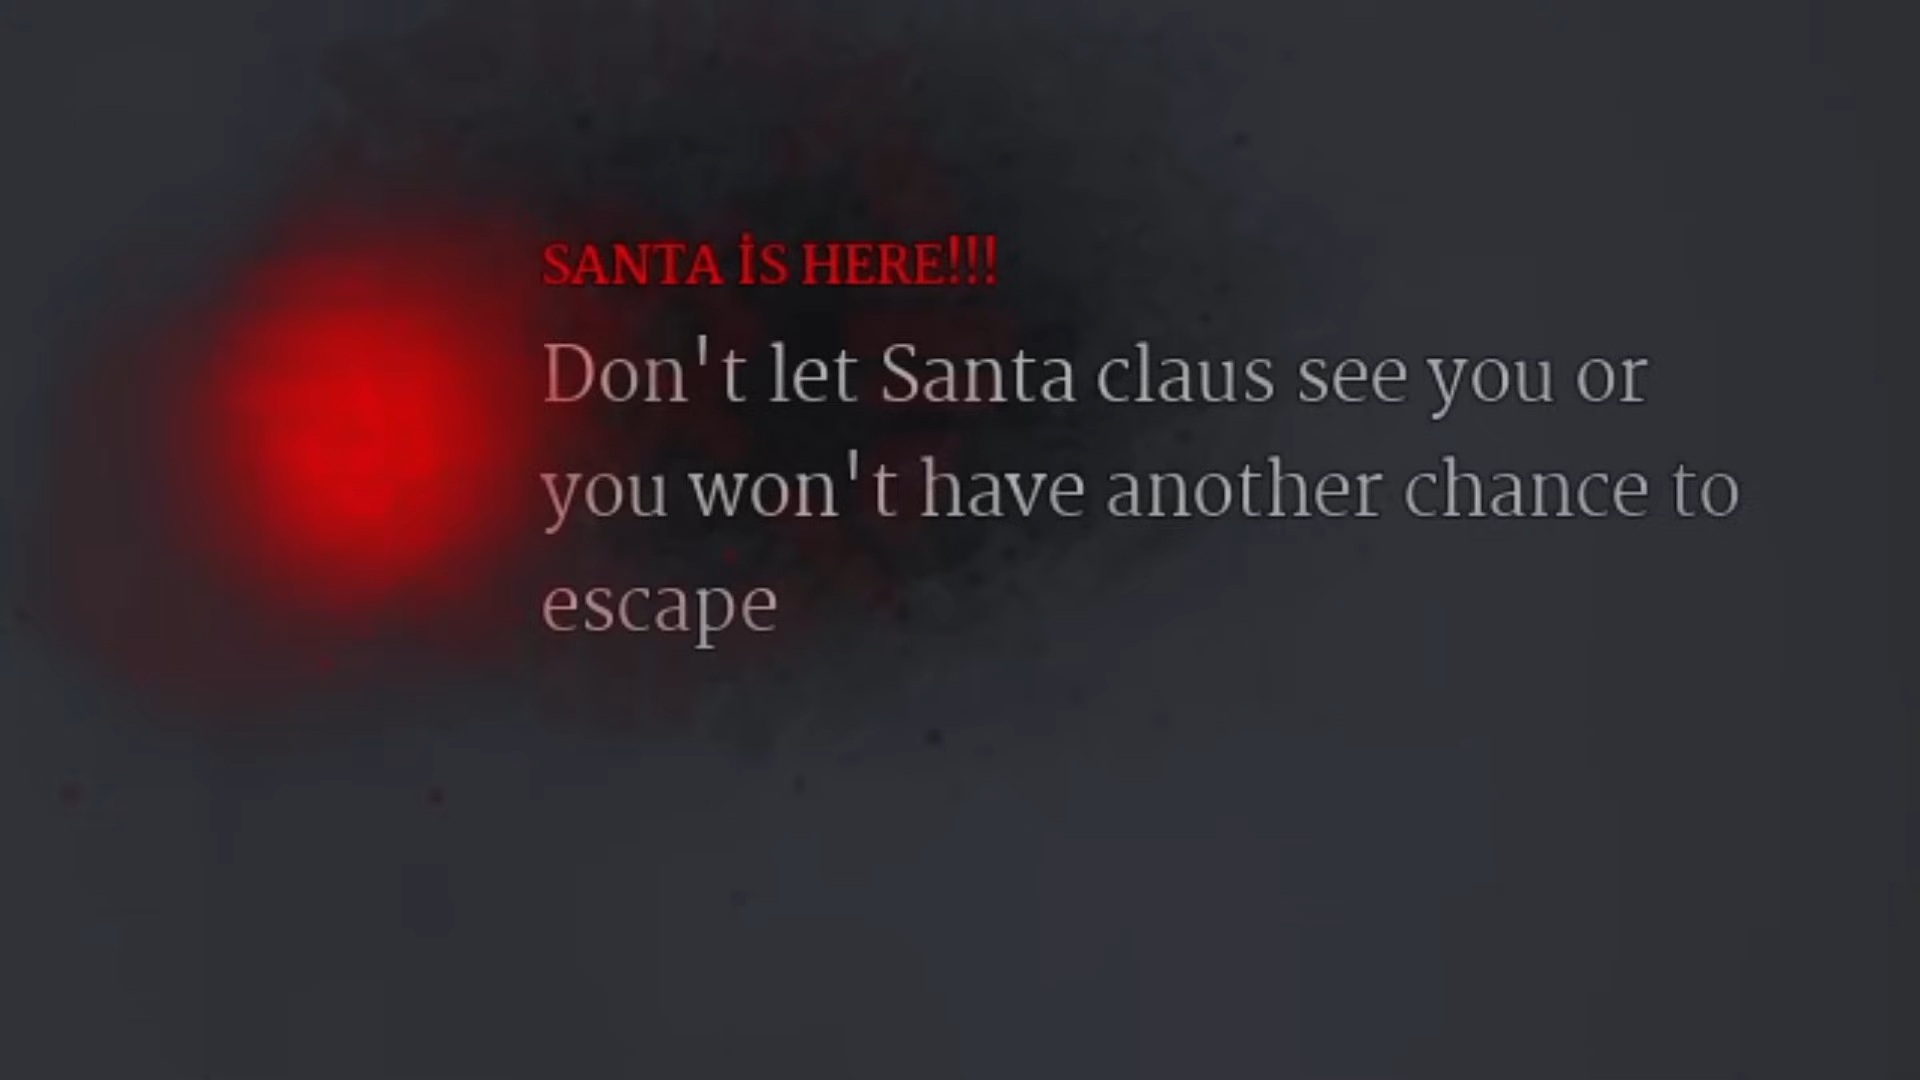 SANTA İS HERE!!!
Don't let Santa claus see you or
you won't have another chance to
escape